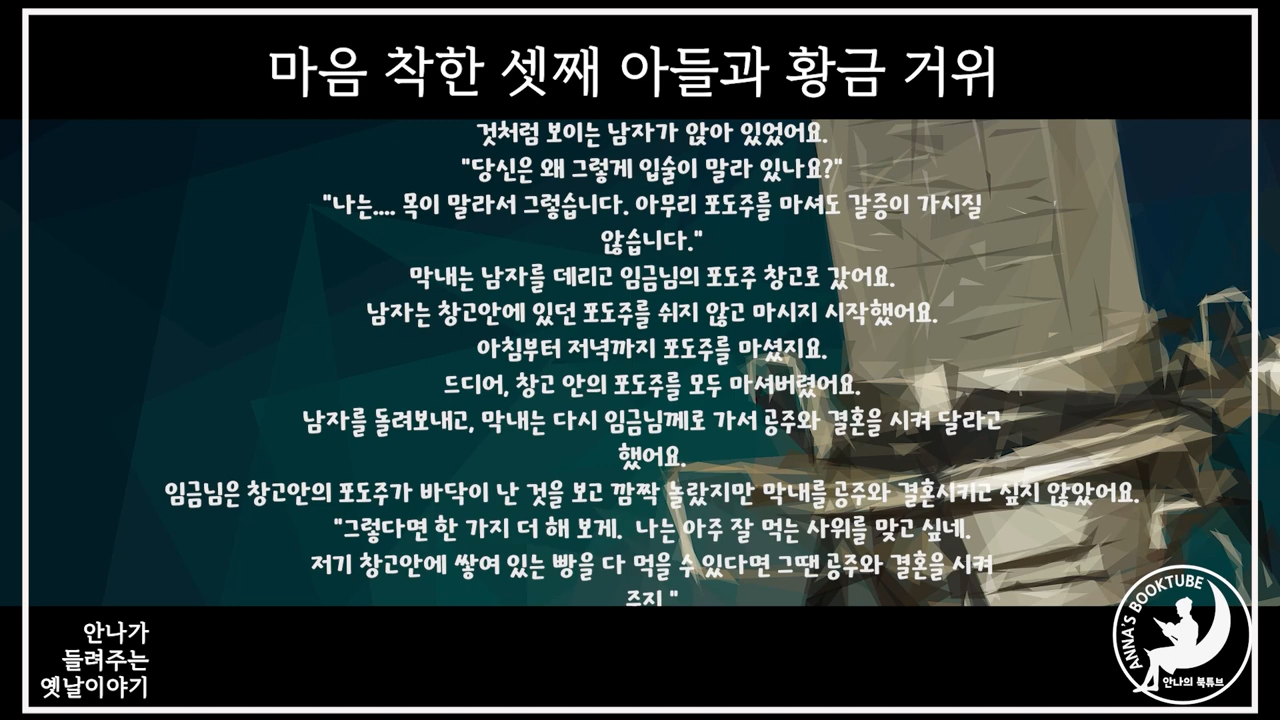 마음 착한 셋째 아들과 황금 거위
것처럼 보이는 남자가 앉아 있었어요.
"당신은 왜 그렇게 입술이 말라 있나요?"
"나는.... 목이 말라서 그렇습니다. 아무리 포도주를 마셔도 갈증이 가시질
않습니다."
막내는 남자를 데리고 임금님의 포도주 창고로 갔어요.
남자는 창고안에 있던 포도주를 쉬지 않고 마시지 시작했어요.
아침부터 저녁까지 포도주를 마셨지요.
드디어, 창고 안의 포도주를 모두 마셔버렸어요.
남자를 돌려보내고, 막내는 다시 임금님께로 가서 공주와 결혼을 시켜 달라고
했어요.
임금님은 창고안의 포도주가 바닥이 난 것을 보고 깜짝 놀랐지만 막내를 공주와 결혼시키고 싶지 않았어요.
"그렇다면 한 가지 더 해 보게. 나는 아주 잘 먹는 사위를 맞고 싶네.
저기 창고안에 쌓여 있는 빵을 다 먹을 수 있다면 그땐 공주와 결혼을 시켜
주지."
안나가
들려주는
옛날이야기
ANNA'S BOOKTUBE
안나의 북튜브